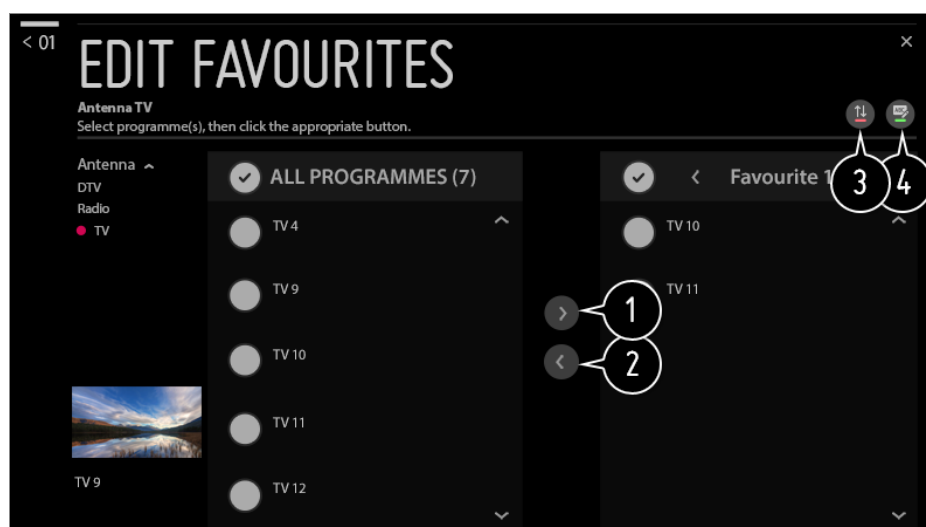 < 01
EDIT FAVOURITES
Antenna TV
Select programme(s), then click the appropriate button.
Antenna
DTV
Radio
TV
TV 9
ALL PROGRAMMES (7)
TV 4
TV 9
TV 10
TV 11
TV 12
1
2
Favourite 1
TV 10
TV 11
3
4